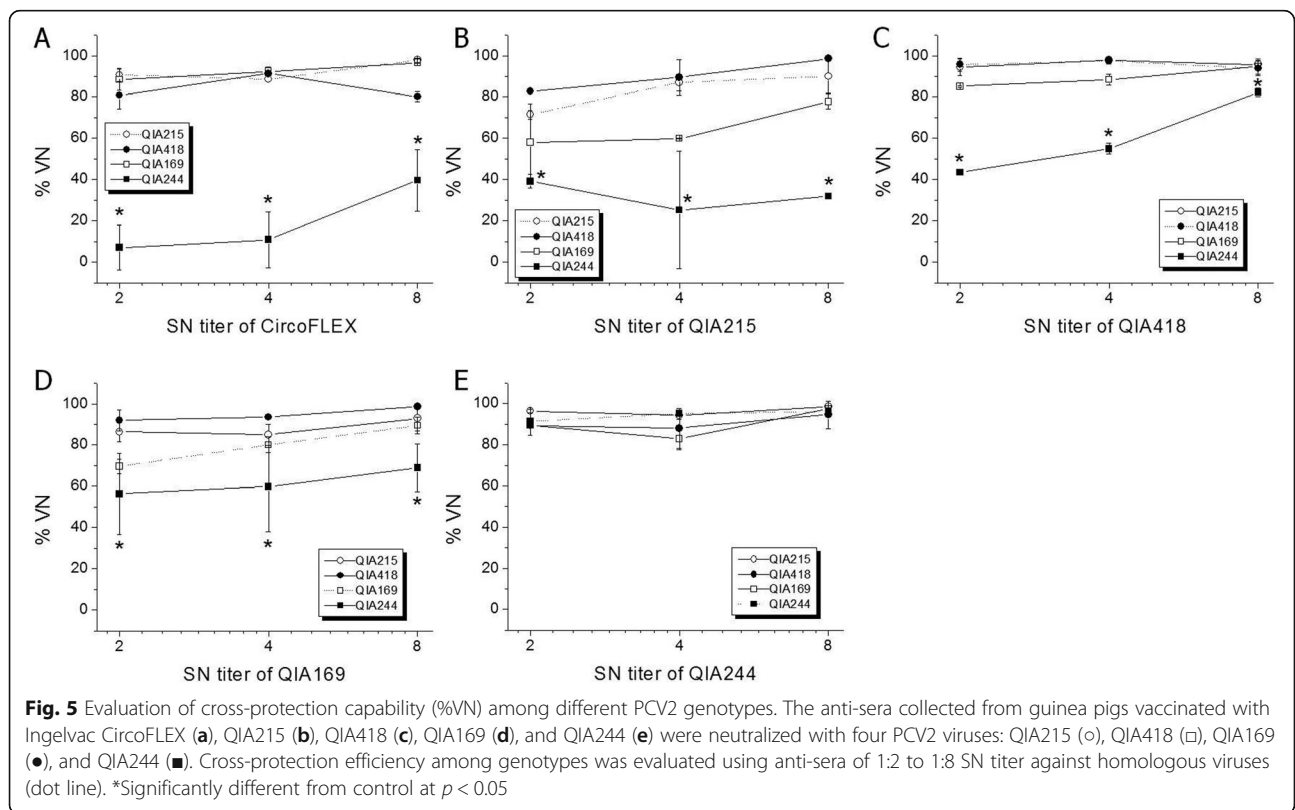 A
100
80
60
40
20
0
% VN
QIA215
QIA418
QIA169
QIA244
*
*
*
2
4
8
SN titer of CircoFLEX
B
100
80
60
40
20
0
% VN
QIA215
QIA418
QIA169
QIA244
*
*
*
2
4
8
SN titer of QIA215
C
100
80
60
40
20
0
% VN
QIA215
QIA418
QIA169
QIA244
*
*
*
2
4
8
SN titer of QIA418
D
100
80
60
40
20
0
% VN
QIA215
QIA418
QIA169
QIA244
*
*
*
2
4
8
SN titer of QIA169
E
100
80
60
40
20
0
% VN
QIA215
QIA418
QIA169
QIA244
2
4
8
SN titer of QIA244
Fig. 5 Evaluation of cross-protection capability (%VN) among different PCV2 genotypes. The anti-sera collected from guinea pigs vaccinated with
Ingelvac CircoFLEX (a), QIA215 (b), QIA418 (c), QIA169 (d), and QIA244 (e) were neutralized with four PCV2 viruses: QIA215 (○), QIA418 (□), QIA169
(●), and QIA244 (■). Cross-protection efficiency among genotypes was evaluated using anti-sera of 1:2 to 1:8 SN titer against homologous viruses
(dot line). *Significantly different from control at p < 0.05